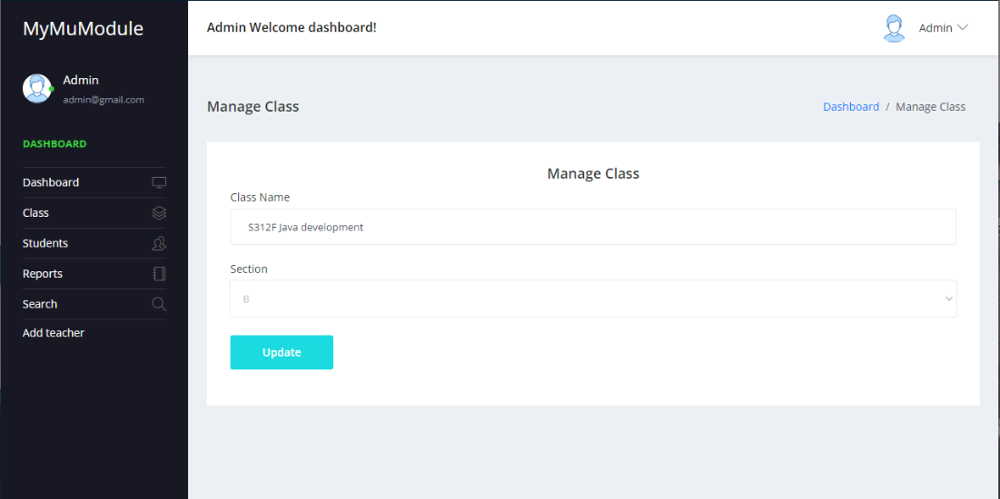 MyMuModule
Admin
admin@gmail.com
DASHBOARD
Dashboard
Class
Students
Reports
Search
Add teacher
Admin Welcome dashboard!
Admin
Manage Class
Dashboard / Manage Class
Manage Class
Class Name
S312F Java development
Section
B
Update